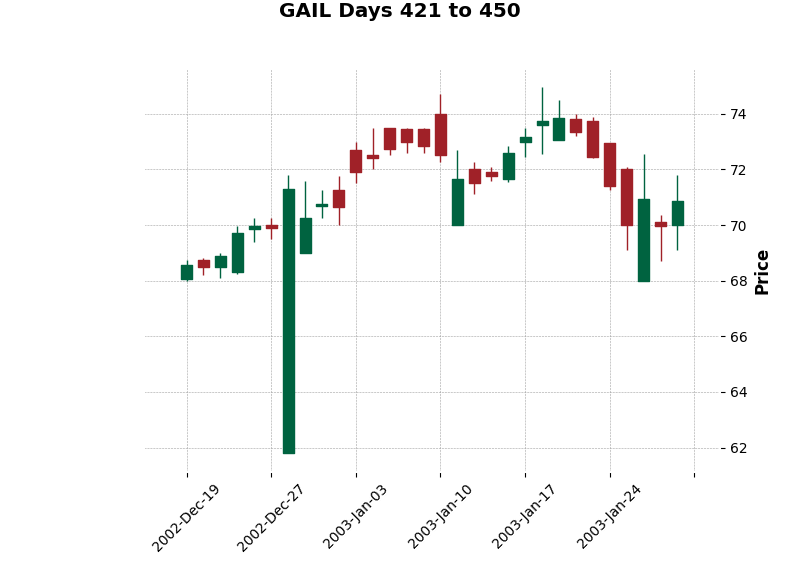 GAIL Days 421 to 450
74
72
70
68
66
64
62
Price
2002-Dec-19
2002-Dec-27
2003-Jan-03
2003-Jan-10
2003-Jan-17
2003-Jan-24